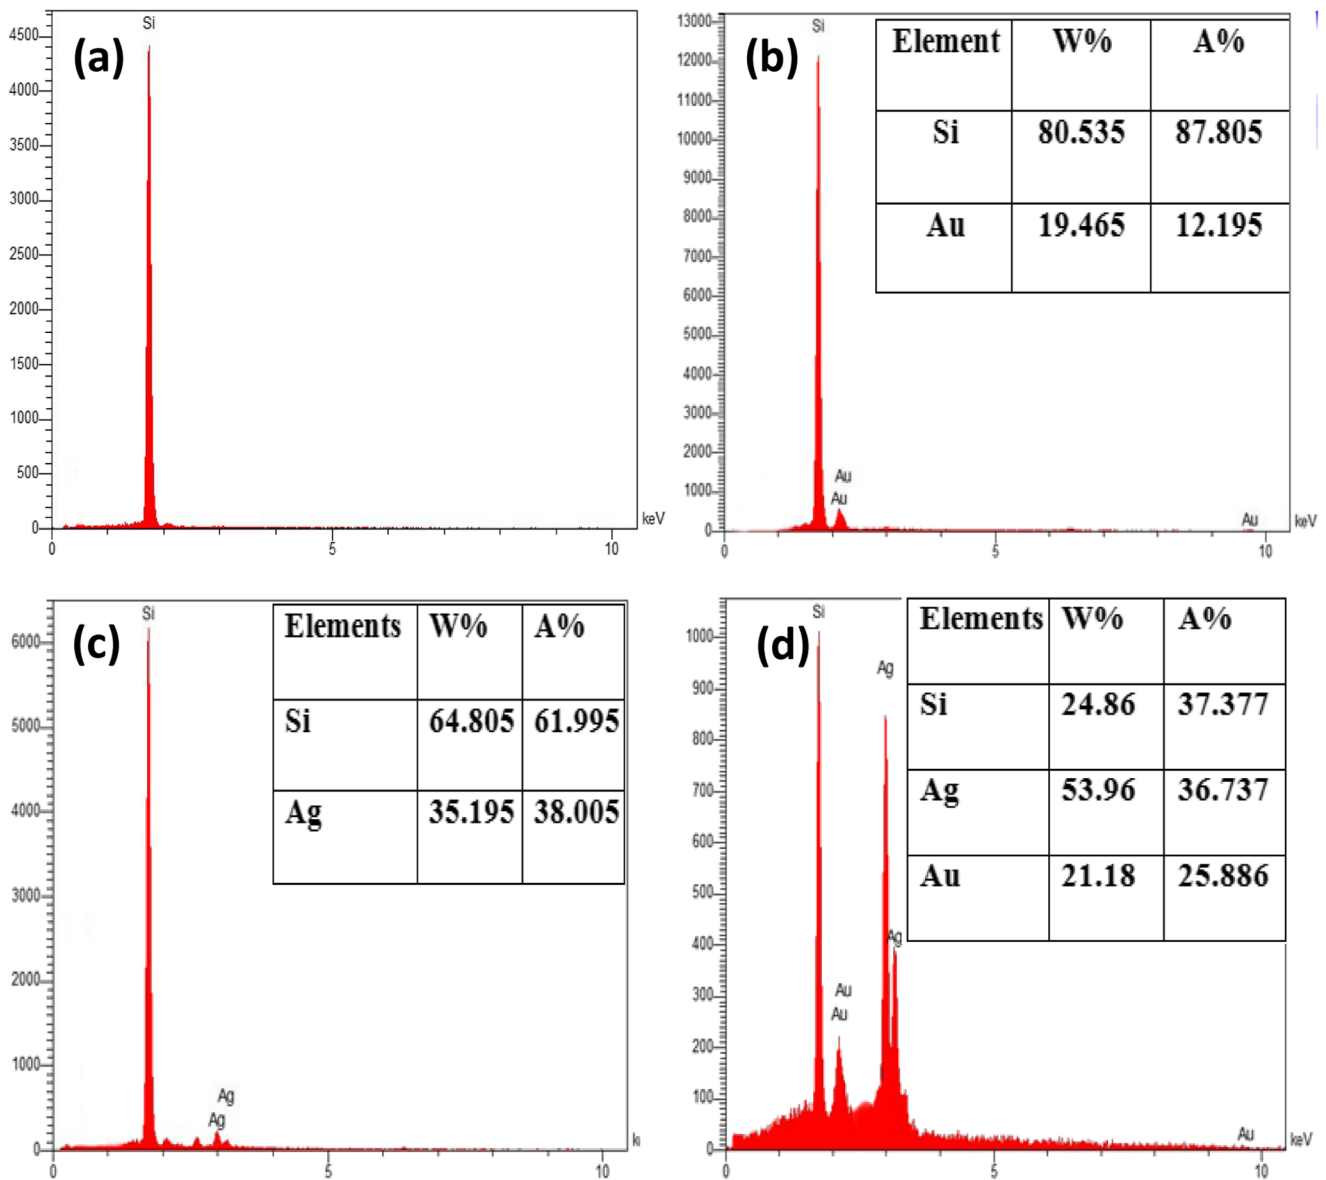 (a)
Si
4500
4000
3500
3000
2500
2000
1500
1000
500
0
0 5 10
keV
(b)
Si
13000
12000
11000
10000
9000
8000
7000
6000
5000
4000
3000
2000
1000
0
Au
Au
Au
0 5 10
keV
Element W% A%
Si 80.535 87.805
Au 19.465 12.195
(c)
Si
6000
5000
4000
3000
2000
1000
0
Ag
Ag
0 5 10
Elements W% A%
Si 64.805 61.995
Ag 35.195 38.005
(d)
Si
Ag
Ag
Au
Au
Au
1000
900
800
700
600
500
400
300
200
100
0
0 5 10
keV
Elements W% A%
Si 24.86 37.377
Ag 53.96 36.737
Au 21.18 25.886